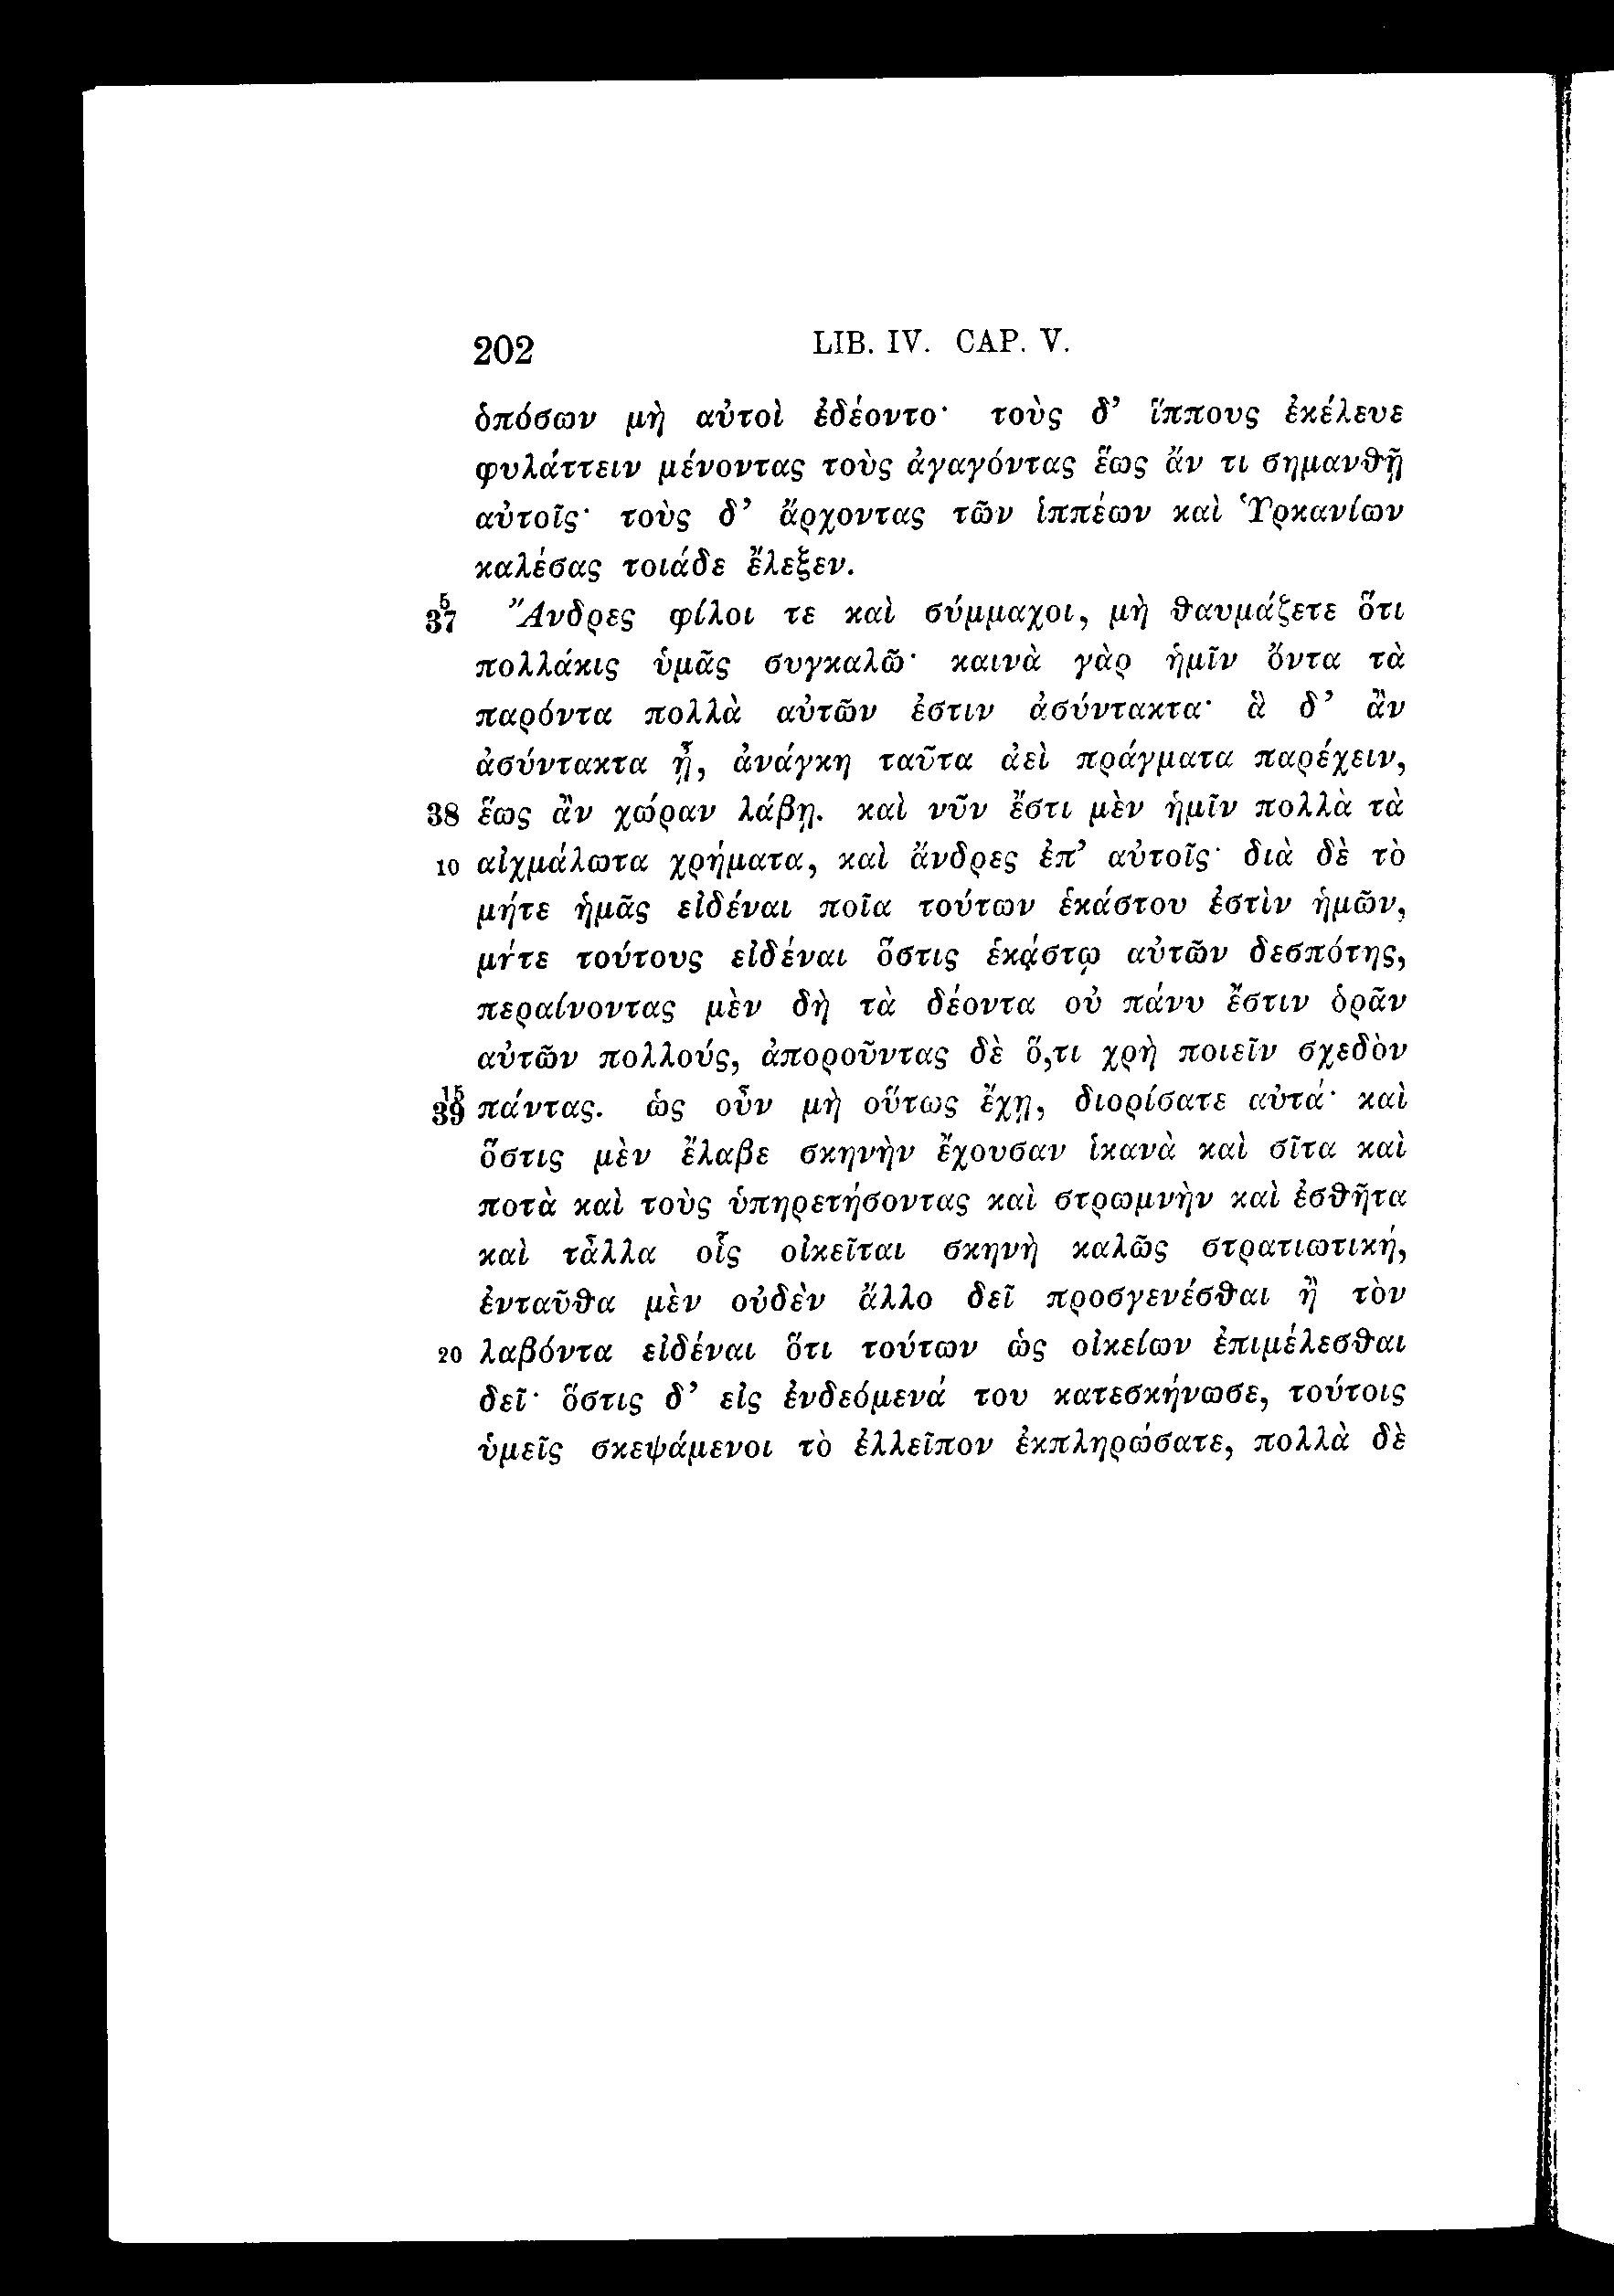 202 LIB. IV. CAP. V.
ὁπόσων μὴ αὐτοὶ ἐδέοντο· τοὺς δ’ ἵππους ἐκέλευε
φυλάττειν μένοντας τοὺς ἀγαγόντας ἕως ἄν τι σημανθῇ
αὐτοῖς· τοὺς δ’ ἄρχοντας τῶν ἱππέων καὶ Ὑρκανίων
καλέσας τοιάδε ἔλεξεν.
5 37 Ἄνδρες φίλοι τε καὶ σύμμαχοι, μὴ θαυμάζετε ὅτι
πολλάκις ὑμᾶς συγκαλῶ· καινὰ γὰρ ἡμῖν ὄντα τὰ
παρόντα πολλὰ αὐτῶν ἐστιν ἀσύντακτα· ἃ δ’ ἂν
ἀσύντακτα ᾖ, ἀνάγκη ταῦτα ἀεὶ πράγματα παρέχειν,
38 ἕως ἂν χώραν λάβῃ. καὶ νῦν ἔστι μὲν ἡμῖν πολλὰ τὰ
10 αἰχμάλωτα χρήματα, καὶ ἄνδρες ἐπ’ αὐτοῖς· διὰ δὲ τὸ
μήτε ἡμᾶς εἰδέναι ποῖα τούτων ἑκάστου ἐστὶν ἡμῶν,
μήτε τούτους εἰδέναι ὅστις ἑκάστῳ αὐτῶν δεσπότης,
περαίνοντας μὲν δὴ τὰ δέοντα οὐ πάνυ ἔστιν ὁρᾶν
αὐτῶν πολλούς, ἀποροῦντας δὲ ὅ,τι χρὴ ποιεῖν σχεδὸν
15 39 πάντας. ὡς οὖν μὴ οὕτως ἔχῃ, διορίσατε αὐτά· καὶ
ὅστις μὲν ἔλαβε σκηνὴν ἔχουσαν ἱκανὰ καὶ σῖτα καὶ
ποτὰ καὶ τοὺς ὑπηρετήσοντας καὶ στρωμνὴν καὶ ἐσθῆτα
καὶ τἆλλα οἷς οἰκεῖται σκηνὴ καλῶς στρατιωτική,
ἐνταῦθα μὲν οὐδὲν ἄλλο δεῖ προσγενέσθαι ἢ τὸν
20 λαβόντα εἰδέναι ὅτι τούτων ὡς οἰκείων ἐπιμέλεσθαι
δεῖ· ὅστις δ’ εἰς ἐνδεόμενά του κατεσκήνωσε, τούτοις
ὑμεῖς σκεψάμενοι τὸ ἐλλεῖπον ἐκπληρώσατε, πολλὰ δὲ